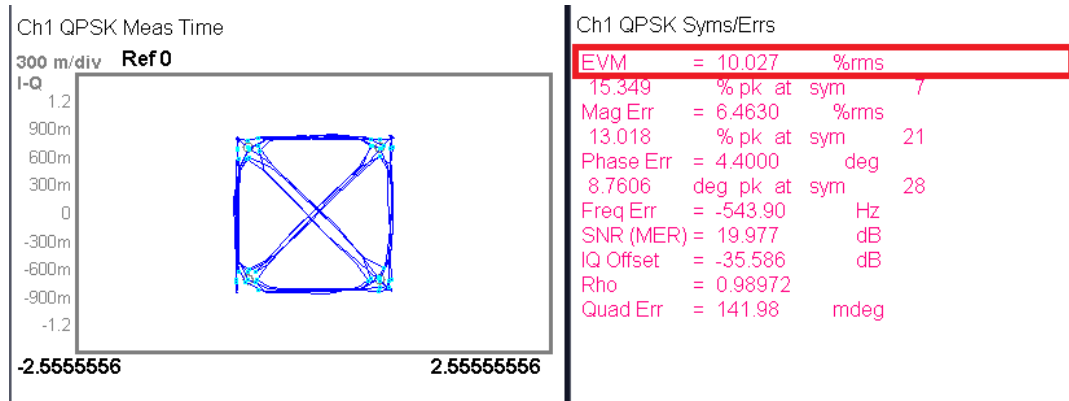 Ch1 QPSK Meas Time
300 m/div Ref 0
I-Q
1.2
900m
600m
300m
0
-300m
-600m
-900m
-1.2
-2.5555556 2.55555556
Ch1 QPSK Syms/Errs
EVM = 10.027 %rms
15.349 % pk at sym 7
Mag Err = 6.4630 %rms
13.018 % pk at sym 21
Phase Err = 4.4000 deg
8.7606 deg pk at sym 28
Freq Err = -543.90 Hz
SNR (MER) = 19.977 dB
IQ Offset = -35.586 dB
Rho = 0.98972
Quad Err = 141.98 mdeg